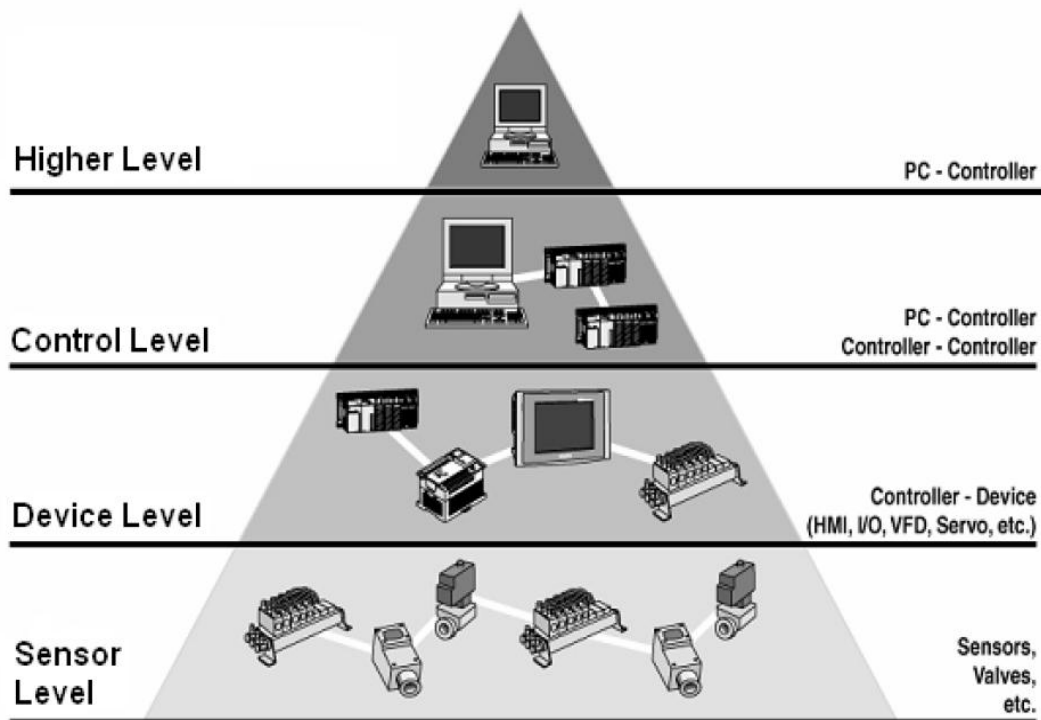 Higher Level
PC - Controller
Control Level
PC - Controller
Controller - Controller
Device Level
Controller - Device
(HMI, I/O, VFD, Servo, etc.)
Sensor
Level
Sensors,
Valves,
etc.